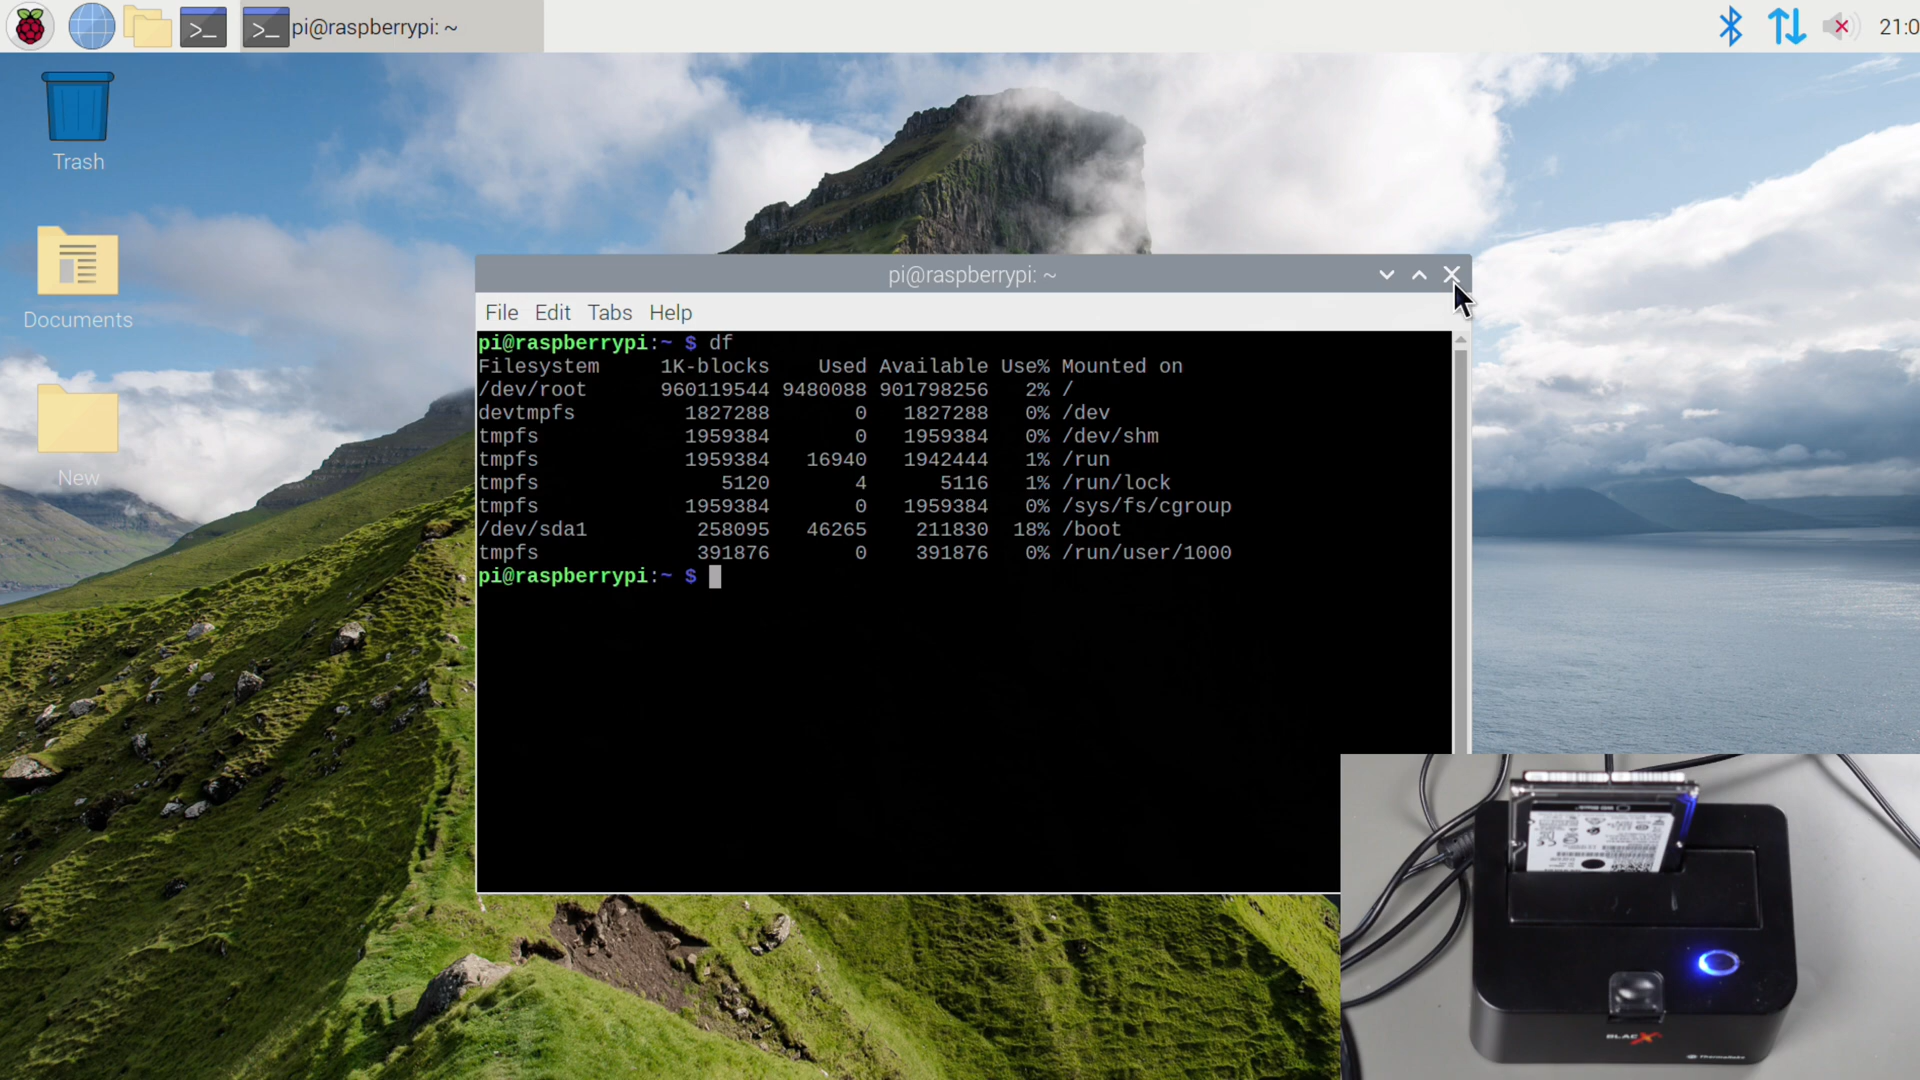 pi@raspberrypi: ~
21:0
Trash
Documents
New
pi@raspberrypi: ~
File Edit Tabs Help
pi@raspberrypi:~ $ df
Filesystem 1K-blocks Used Available Use% Mounted on
/dev/root 960119544 9480088 901798256 2% /
devtmpfs 1827288 0 1827288 0% /dev
tmpfs 1959384 0 1959384 0% /dev/shm
tmpfs 1959384 16940 1942444 1% /run
tmpfs 5120 4 5116 1% /run/lock
tmpfs 1959384 0 1959384 0% /sys/fs/cgroup
/dev/sda1 258095 46265 211830 18% /boot
tmpfs 391876 0 391876 0% /run/user/1000
pi@raspberrypi:~ $
BLACX
Thermaltake